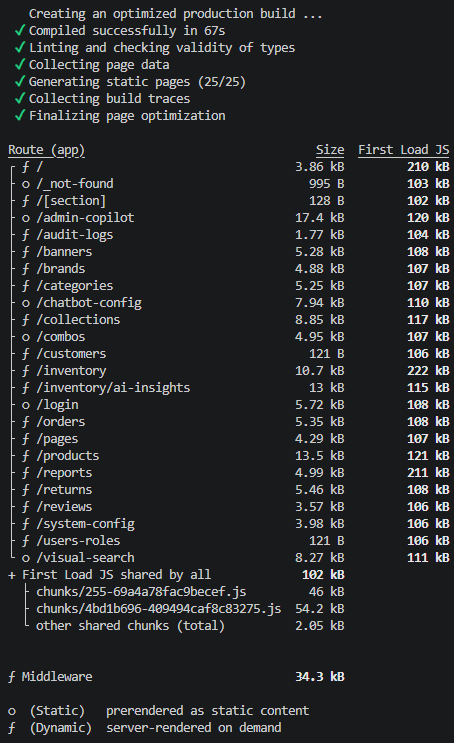 Creating an optimized production build ...
✓ Compiled successfully in 67s
✓ Linting and checking validity of types
✓ Collecting page data
✓ Generating static pages (25/25)
✓ Collecting build traces
✓ Finalizing page optimization

Route (app) Size First Load JS
┌ ƒ / 3.86 kB 210 kB
├ ○ /_not-found 995 B 103 kB
├ ƒ /[section] 128 B 102 kB
├ ○ /admin-copilot 17.4 kB 120 kB
├ ƒ /audit-logs 1.77 kB 104 kB
├ ƒ /banners 5.28 kB 108 kB
├ ƒ /brands 4.88 kB 107 kB
├ ƒ /categories 5.25 kB 107 kB
├ ○ /chatbot-config 7.94 kB 110 kB
├ ƒ /collections 8.85 kB 117 kB
├ ○ /combos 4.95 kB 107 kB
├ ƒ /customers 121 B 106 kB
├ ƒ /inventory 10.7 kB 222 kB
├ ƒ /inventory/ai-insights 13 kB 115 kB
├ ○ /login 5.72 kB 108 kB
├ ƒ /orders 5.35 kB 108 kB
├ ƒ /pages 4.29 kB 107 kB
├ ƒ /products 13.5 kB 121 kB
├ ƒ /reports 4.99 kB 211 kB
├ ƒ /returns 5.46 kB 108 kB
├ ƒ /reviews 3.57 kB 106 kB
├ ƒ /system-config 3.98 kB 106 kB
├ ƒ /users-roles 121 B 106 kB
└ ○ /visual-search 8.27 kB 111 kB
+ First Load JS shared by all 102 kB
├ chunks/255-69a4a78fac9becef.js 46 kB
├ chunks/4bd1b696-409494caf8c83275.js 54.2 kB
└ other shared chunks (total) 2.05 kB

ƒ Middleware 34.3 kB

○ (Static) prerendered as static content
ƒ (Dynamic) server-rendered on demand